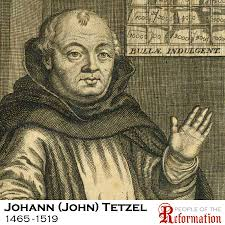 BULLÆ INDULGENT.
JOHANN (JOHN) TETZEL
1465-1519
PEOPLE OF THE
Reformation